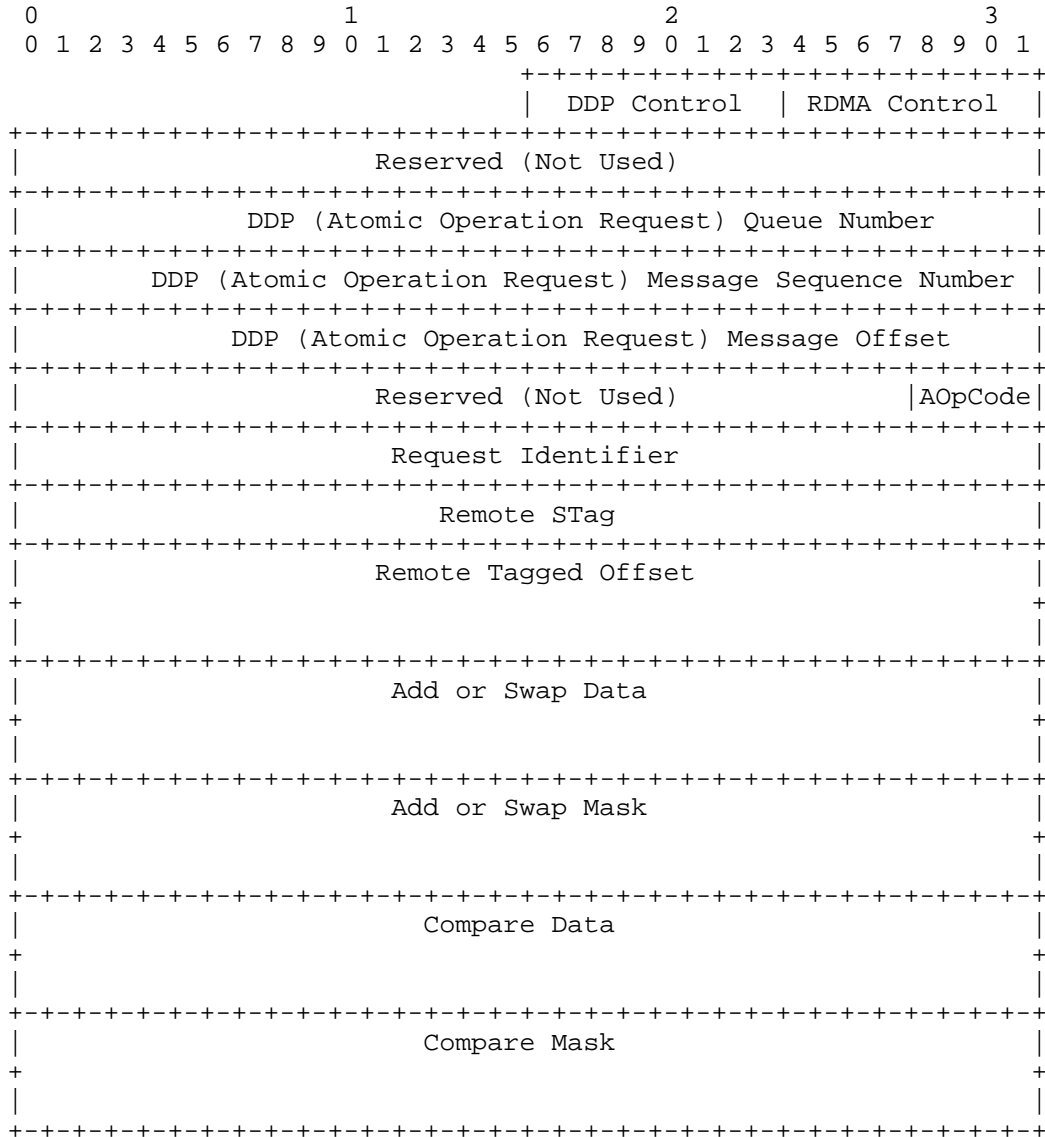 0                   1                   2                   3
0 1 2 3 4 5 6 7 8 9 0 1 2 3 4 5 6 7 8 9 0 1 2 3 4 5 6 7 8 9 0 1
+-+-+-+-+-+-+-+-+-+-+-+-+-+-+-+-+
| DDP Control | RDMA Control |
+-+-+-+-+-+-+-+-+-+-+-+-+-+-+-+-+-+-+-+-+-+-+-+-+-+-+-+-+-+-+-+-+
| Reserved (Not Used) |
+-+-+-+-+-+-+-+-+-+-+-+-+-+-+-+-+-+-+-+-+-+-+-+-+-+-+-+-+-+-+-+-+
| DDP (Atomic Operation Request) Queue Number |
+-+-+-+-+-+-+-+-+-+-+-+-+-+-+-+-+-+-+-+-+-+-+-+-+-+-+-+-+-+-+-+-+
| DDP (Atomic Operation Request) Message Sequence Number |
+-+-+-+-+-+-+-+-+-+-+-+-+-+-+-+-+-+-+-+-+-+-+-+-+-+-+-+-+-+-+-+-+
| DDP (Atomic Operation Request) Message Offset |
+-+-+-+-+-+-+-+-+-+-+-+-+-+-+-+-+-+-+-+-+-+-+-+-+-+-+-+-+-+-+-+-+
| Reserved (Not Used) |AOpCode|
+-+-+-+-+-+-+-+-+-+-+-+-+-+-+-+-+-+-+-+-+-+-+-+-+-+-+-+-+-+-+-+-+
| Request Identifier |
+-+-+-+-+-+-+-+-+-+-+-+-+-+-+-+-+-+-+-+-+-+-+-+-+-+-+-+-+-+-+-+-+
| Remote STag |
+-+-+-+-+-+-+-+-+-+-+-+-+-+-+-+-+-+-+-+-+-+-+-+-+-+-+-+-+-+-+-+-+
| Remote Tagged Offset |
+ +
| |
+-+-+-+-+-+-+-+-+-+-+-+-+-+-+-+-+-+-+-+-+-+-+-+-+-+-+-+-+-+-+-+-+
| Add or Swap Data |
+ +
| |
+-+-+-+-+-+-+-+-+-+-+-+-+-+-+-+-+-+-+-+-+-+-+-+-+-+-+-+-+-+-+-+-+
| Add or Swap Mask |
+ +
| |
+-+-+-+-+-+-+-+-+-+-+-+-+-+-+-+-+-+-+-+-+-+-+-+-+-+-+-+-+-+-+-+-+
| Compare Data |
+ +
| |
+-+-+-+-+-+-+-+-+-+-+-+-+-+-+-+-+-+-+-+-+-+-+-+-+-+-+-+-+-+-+-+-+
| Compare Mask |
+ +
| |
+-+-+-+-+-+-+-+-+-+-+-+-+-+-+-+-+-+-+-+-+-+-+-+-+-+-+-+-+-+-+-+-+